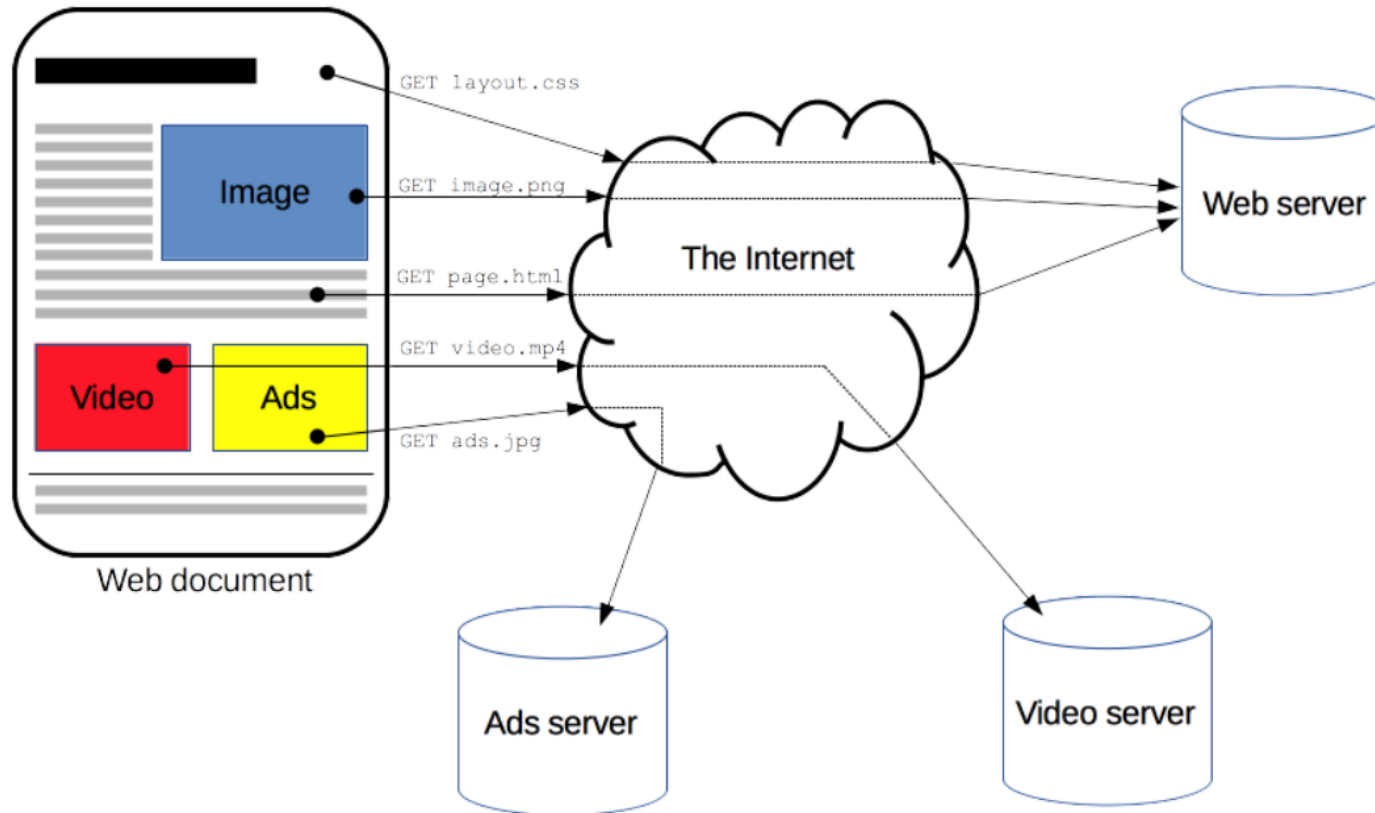 GET layout.css
Image
GET image.png
Web server
The Internet
GET page.html
GET video.mp4
Video
Ads
GET ads.jpg
Web document
Ads server
Video server